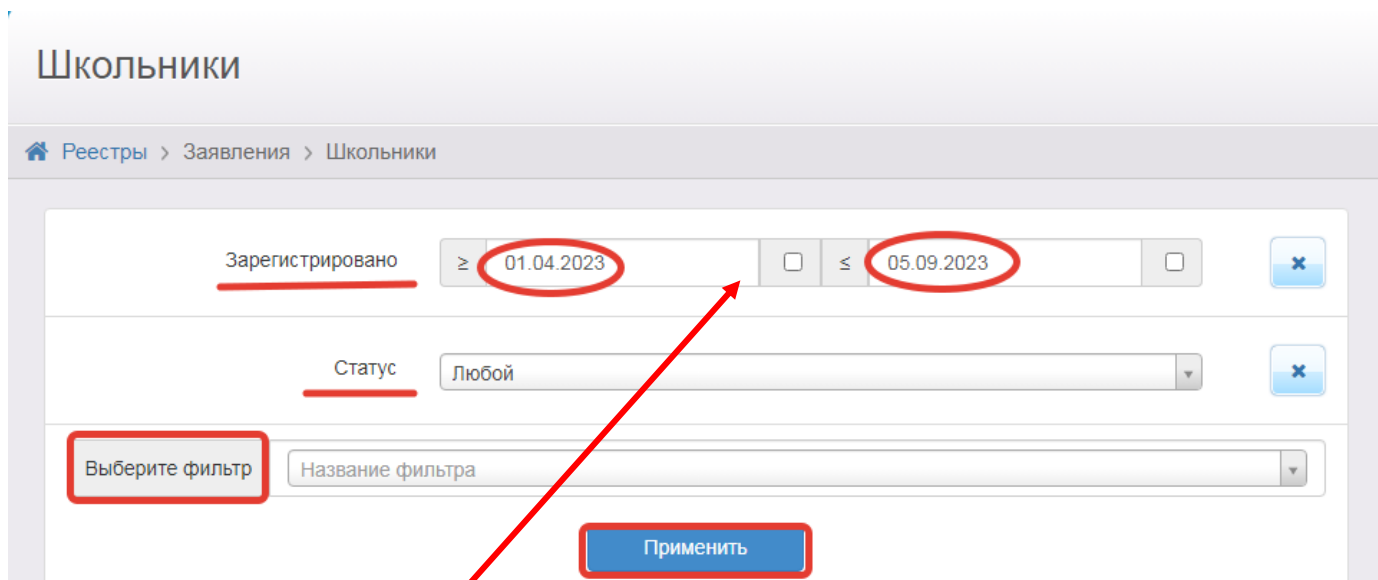 Школьники
Реестры > Заявления > Школьники
Зарегистрировано ≥ 01.04.2023 ≤ 05.09.2023
Статус Любой
Выберите фильтр Название фильтра
Применить